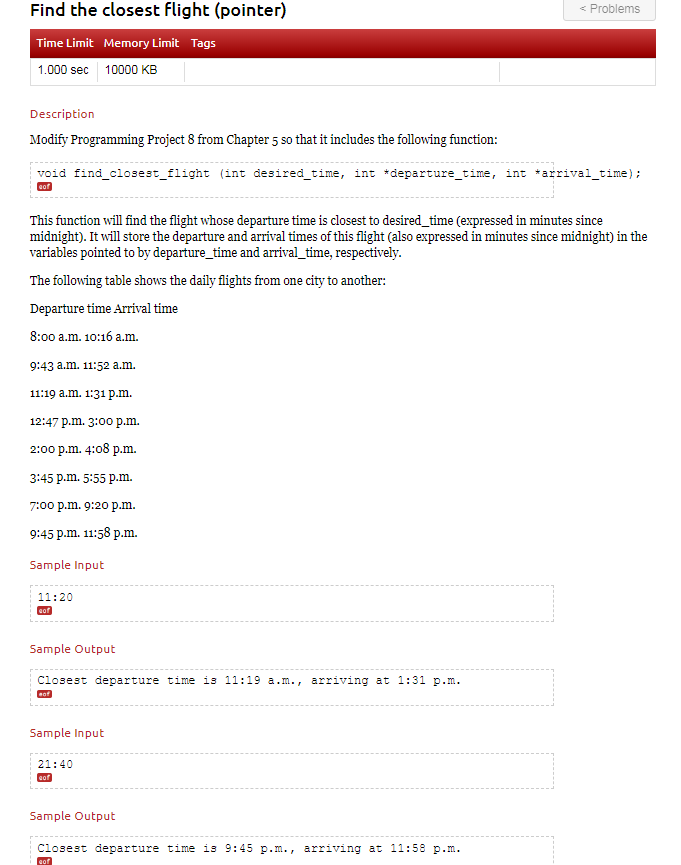 Find the closest flight (pointer)
< Problems
Time Limit Memory Limit Tags
1.000 sec 10000 KB
Description
Modify Programming Project 8 from Chapter 5 so that it includes the following function:
void find_closest_flight (int desired_time, int *departure_time, int *arrival_time);
eof
This function will find the flight whose departure time is closest to desired_time (expressed in minutes since
midnight). It will store the departure and arrival times of this flight (also expressed in minutes since midnight) in the
variables pointed to by departure_time and arrival_time, respectively.
The following table shows the daily flights from one city to another:
Departure time Arrival time
8:00 a.m. 10:16 a.m.
9:43 a.m. 11:52 a.m.
11:19 a.m. 1:31 p.m.
12:47 p.m. 3:00 p.m.
2:00 p.m. 4:08 p.m.
3:45 p.m. 5:55 p.m.
7:00 p.m. 9:20 p.m.
9:45 p.m. 11:58 p.m.
Sample Input
11:20
eof
Sample Output
Closest departure time is 11:19 a.m., arriving at 1:31 p.m.
eof
Sample Input
21:40
eof
Sample Output
Closest departure time is 9:45 p.m., arriving at 11:58 p.m.
eof